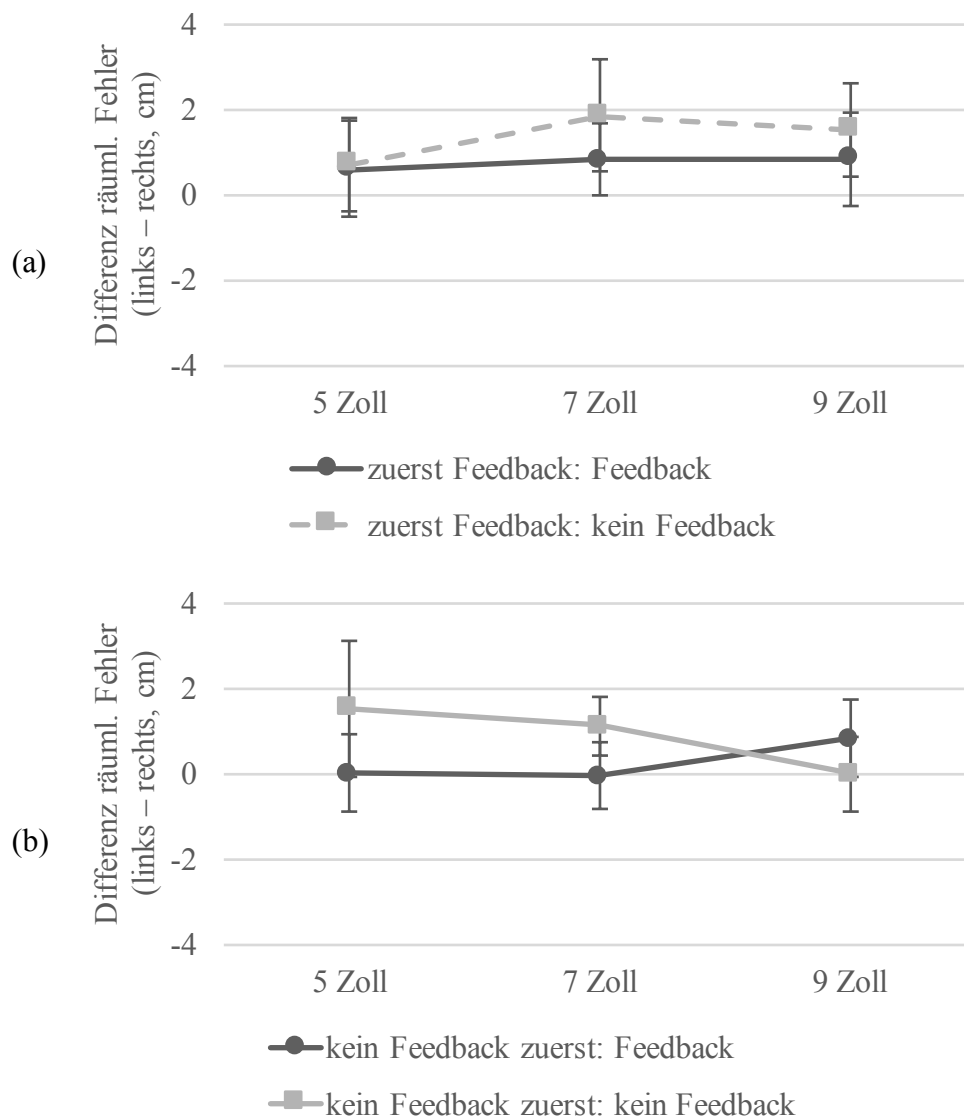 (a)
Differenz räuml. Fehler
(links – rechts, cm)
4
2
0
-2
-4
5 Zoll 7 Zoll 9 Zoll
zuerst Feedback: Feedback
zuerst Feedback: kein Feedback
(b)
Differenz räuml. Fehler
(links – rechts, cm)
4
2
0
-2
-4
5 Zoll 7 Zoll 9 Zoll
kein Feedback zuerst: Feedback
kein Feedback zuerst: kein Feedback